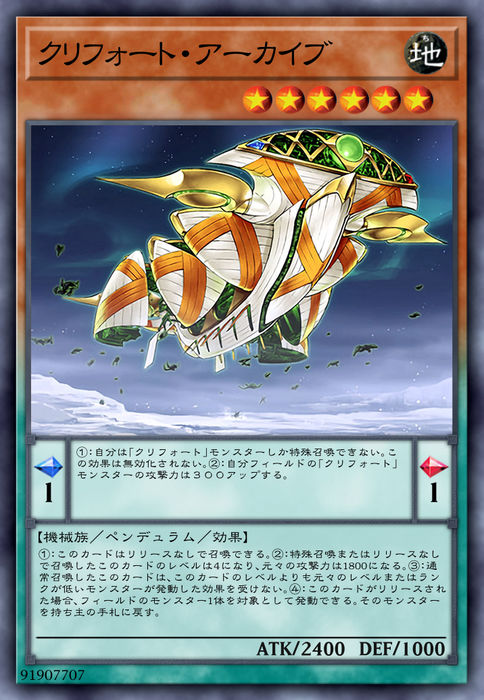 クリフォート・アーカイブ
ち
地
①：自分は「クリフォート」モンスターしか特殊召喚できない。こ
の効果は無効化されない。②：自分フィールドの「クリフォート」
モンスターの攻撃力は３００アップする。
1
1
【機械族／ペンデュラム／効果】
①：このカードはリリースなしで召喚できる。②：特殊召喚またはリリースなし
で召喚したこのカードのレベルは4になり、元々の攻撃力は1800になる。③：通
常召喚したこのカードは、このカードのレベルよりも元々のレベルまたはラン
クが低いモンスターが発動した効果を受けない。④：このカードがリリースされ
た場合、フィールドのモンスター1体を対象として発動できる。そのモンスター
を持ち主の手札に戻す。
ATK/2400 DEF/1000
91907707